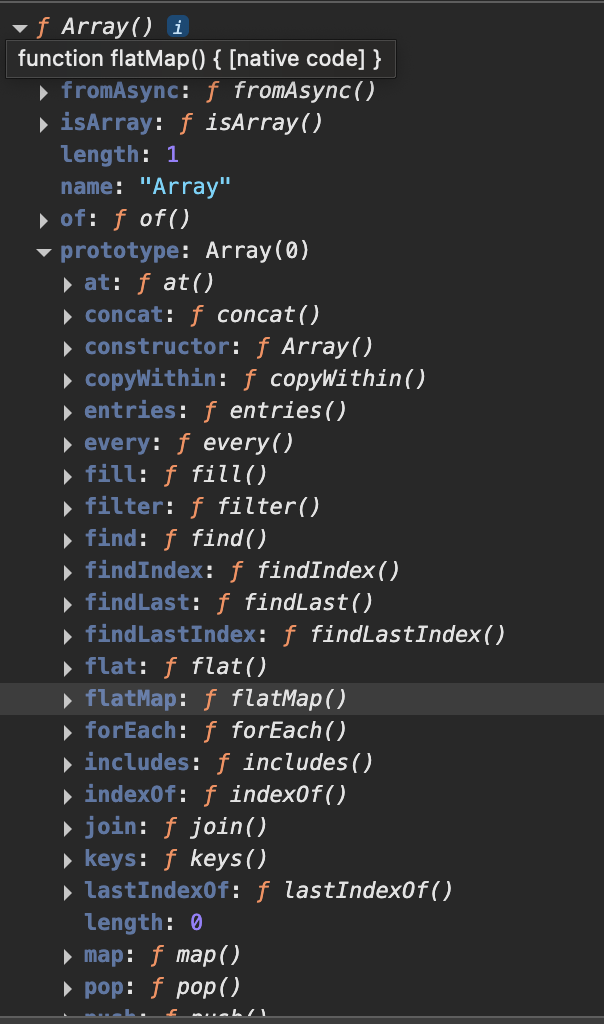 ƒ Array() i
function flatMap() { [native code] }
fromAsync: ƒ fromAsync()
isArray: ƒ isArray()
length: 1
name: "Array"
of: ƒ of()
prototype: Array(0)
at: ƒ at()
concat: ƒ concat()
constructor: ƒ Array()
copyWithin: ƒ copyWithin()
entries: ƒ entries()
every: ƒ every()
fill: ƒ fill()
filter: ƒ filter()
find: ƒ find()
findIndex: ƒ findIndex()
findLast: ƒ findLast()
findLastIndex: ƒ findLastIndex()
flat: ƒ flat()
flatMap: ƒ flatMap()
forEach: ƒ forEach()
includes: ƒ includes()
indexOf: ƒ indexOf()
join: ƒ join()
keys: ƒ keys()
lastIndexOf: ƒ lastIndexOf()
length: 0
map: ƒ map()
pop: ƒ pop()
push: ƒ push()